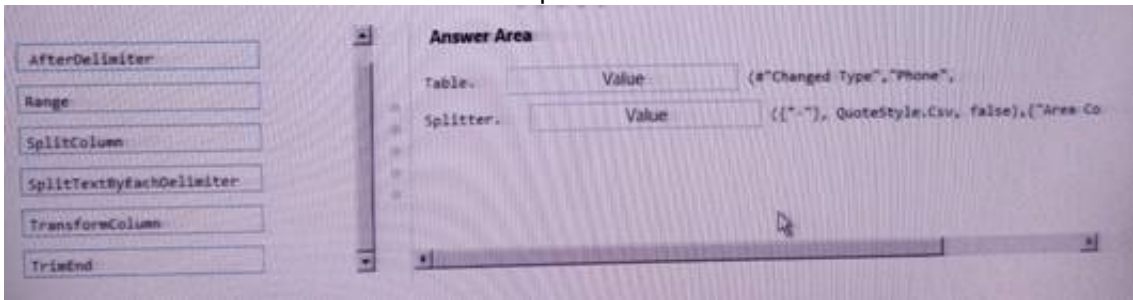 AfterDelimiter
Range
SplitColumn
SplitTextByEachDelimiter
TransformColumn
TrimEnd
Answer Area
Table. Value (#"Changed Type","Phone",
Splitter. Value ({"-"}, QuoteStyle.Csv, false),{"Area Co